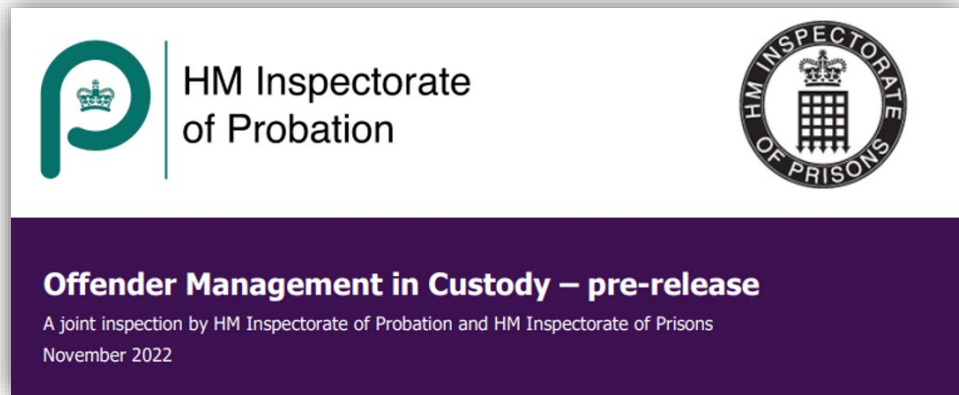 HM Inspectorate
of Probation
HM INSPECTORATE
OF PRISONS
Offender Management in Custody – pre-release
A joint inspection by HM Inspectorate of Probation and HM Inspectorate of Prisons
November 2022